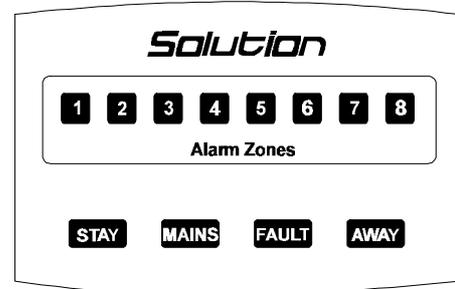 Solution
1 2 3 4 5 6 7 8
Alarm Zones
STAY MAINS FAULT AWAY